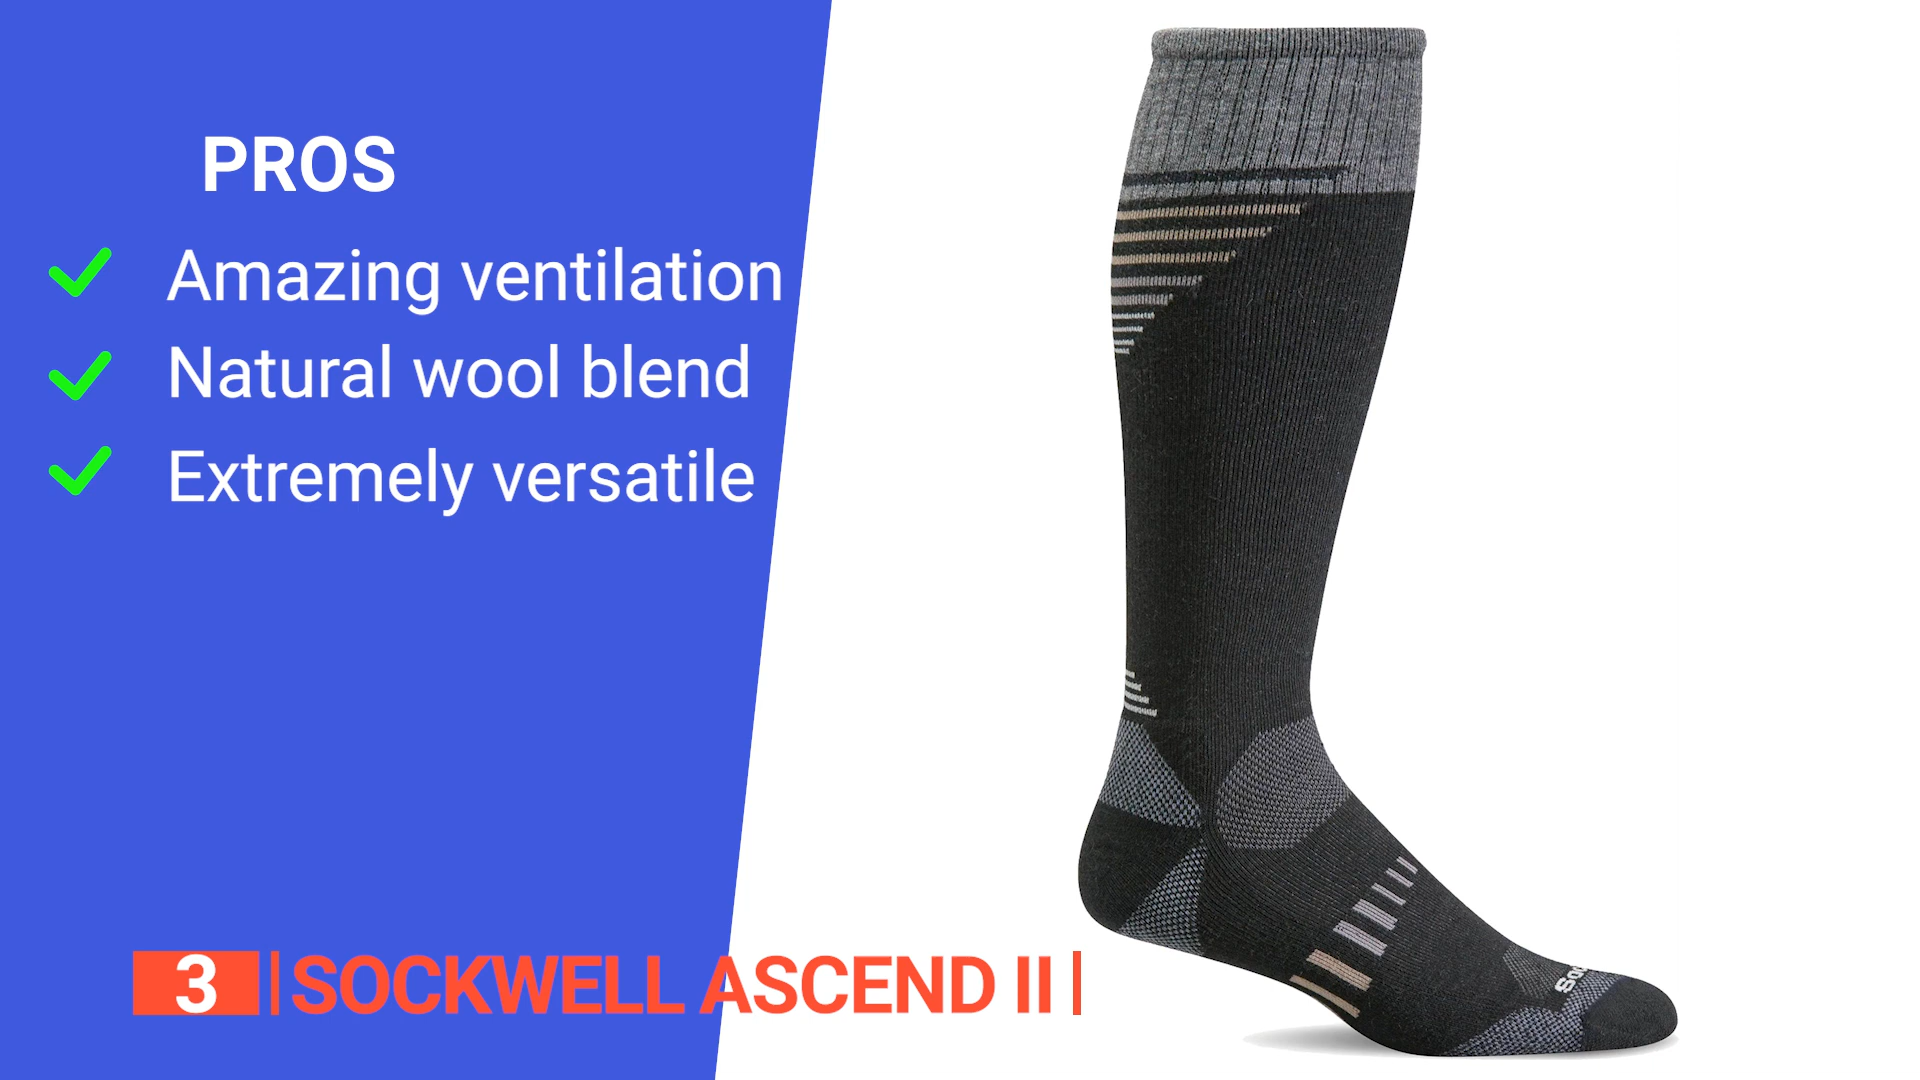 PROS
Amazing ventilation
Natural wool blend
Extremely versatile
3 SOCKWELL ASCEND II